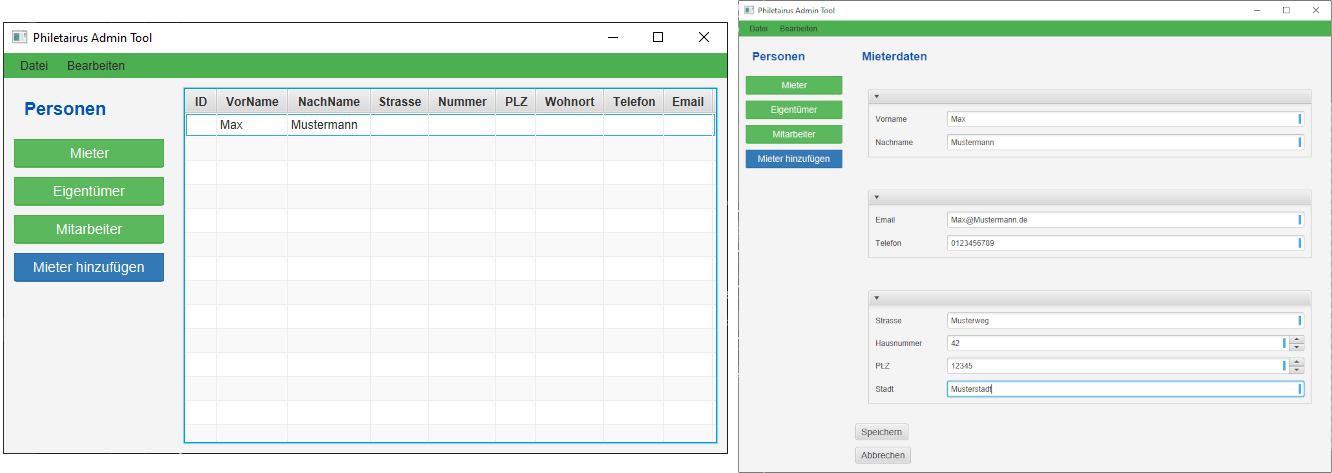 Philetairus Admin Tool
Datei Bearbeiten
Personen
Mieter
Eigentümer
Mitarbeiter
Mieter hinzufügen
ID VorName NachName Strasse Nummer PLZ Wohnort Telefon Email
Max Mustermann
Philetairus Admin Tool
Datei Bearbeiten
Personen
Mieter
Eigentümer
Mitarbeiter
Mieter hinzufügen
Mieterdaten
Vorname Max
Nachname Mustermann
Email Max@Mustermann.de
Telefon 0123456789
Strasse Musterweg
Hausnummer 42
PLZ 12345
Stadt Musterstadt
Speichern
Abbrechen